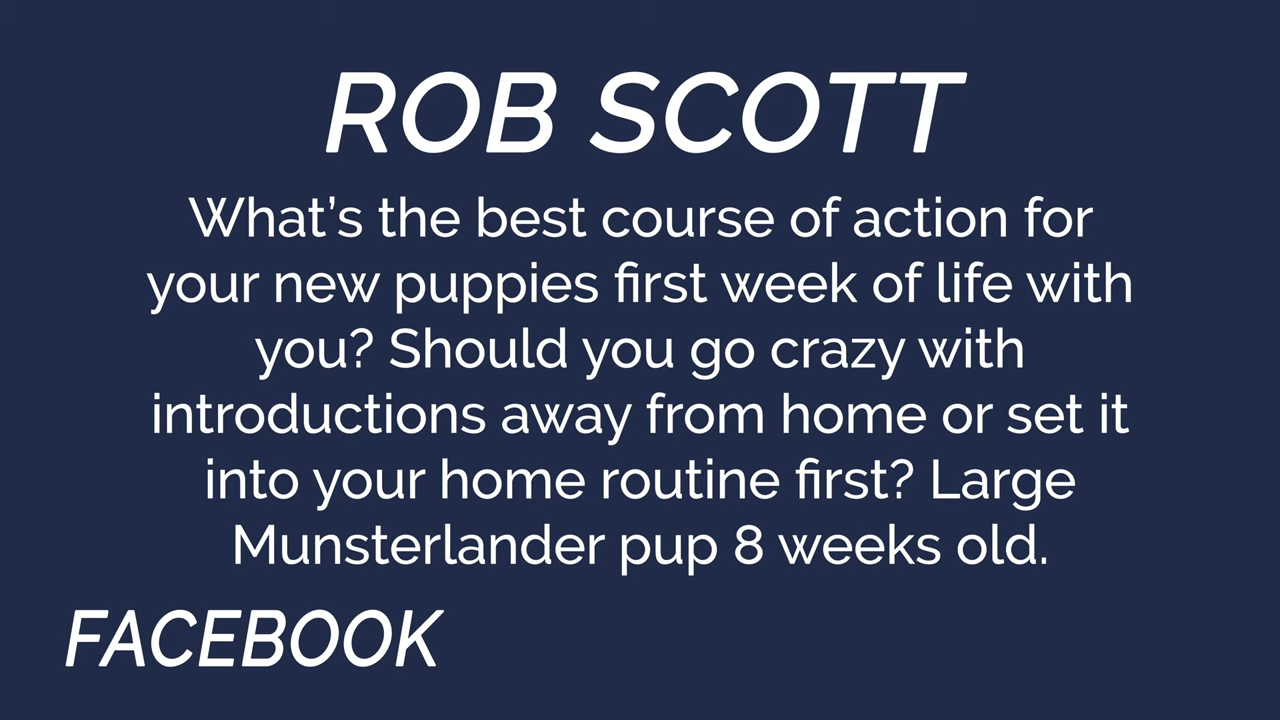 ROB SCOTT
What’s the best course of action for
your new puppies first week of life with
you? Should you go crazy with
introductions away from home or set it
into your home routine first? Large
Munsterlander pup 8 weeks old.
FACEBOOK